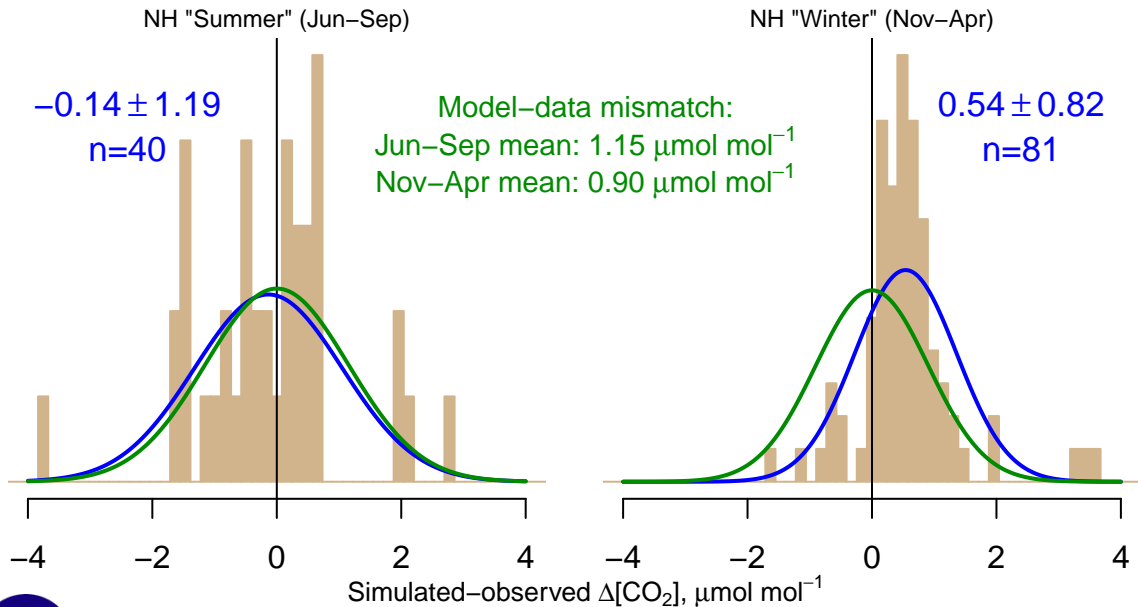 NH "Summer" (Jun−Sep)
−0.14 ± 1.19
n=40
Model−data mismatch:
Jun−Sep mean: 1.15 μmol mol⁻¹
Nov−Apr mean: 0.90 μmol mol⁻¹
NH "Winter" (Nov−Apr)
0.54 ± 0.82
n=81
−4 −2 0 2 4
−4 −2 0 2 4
Simulated−observed Δ[CO₂], μmol mol⁻¹